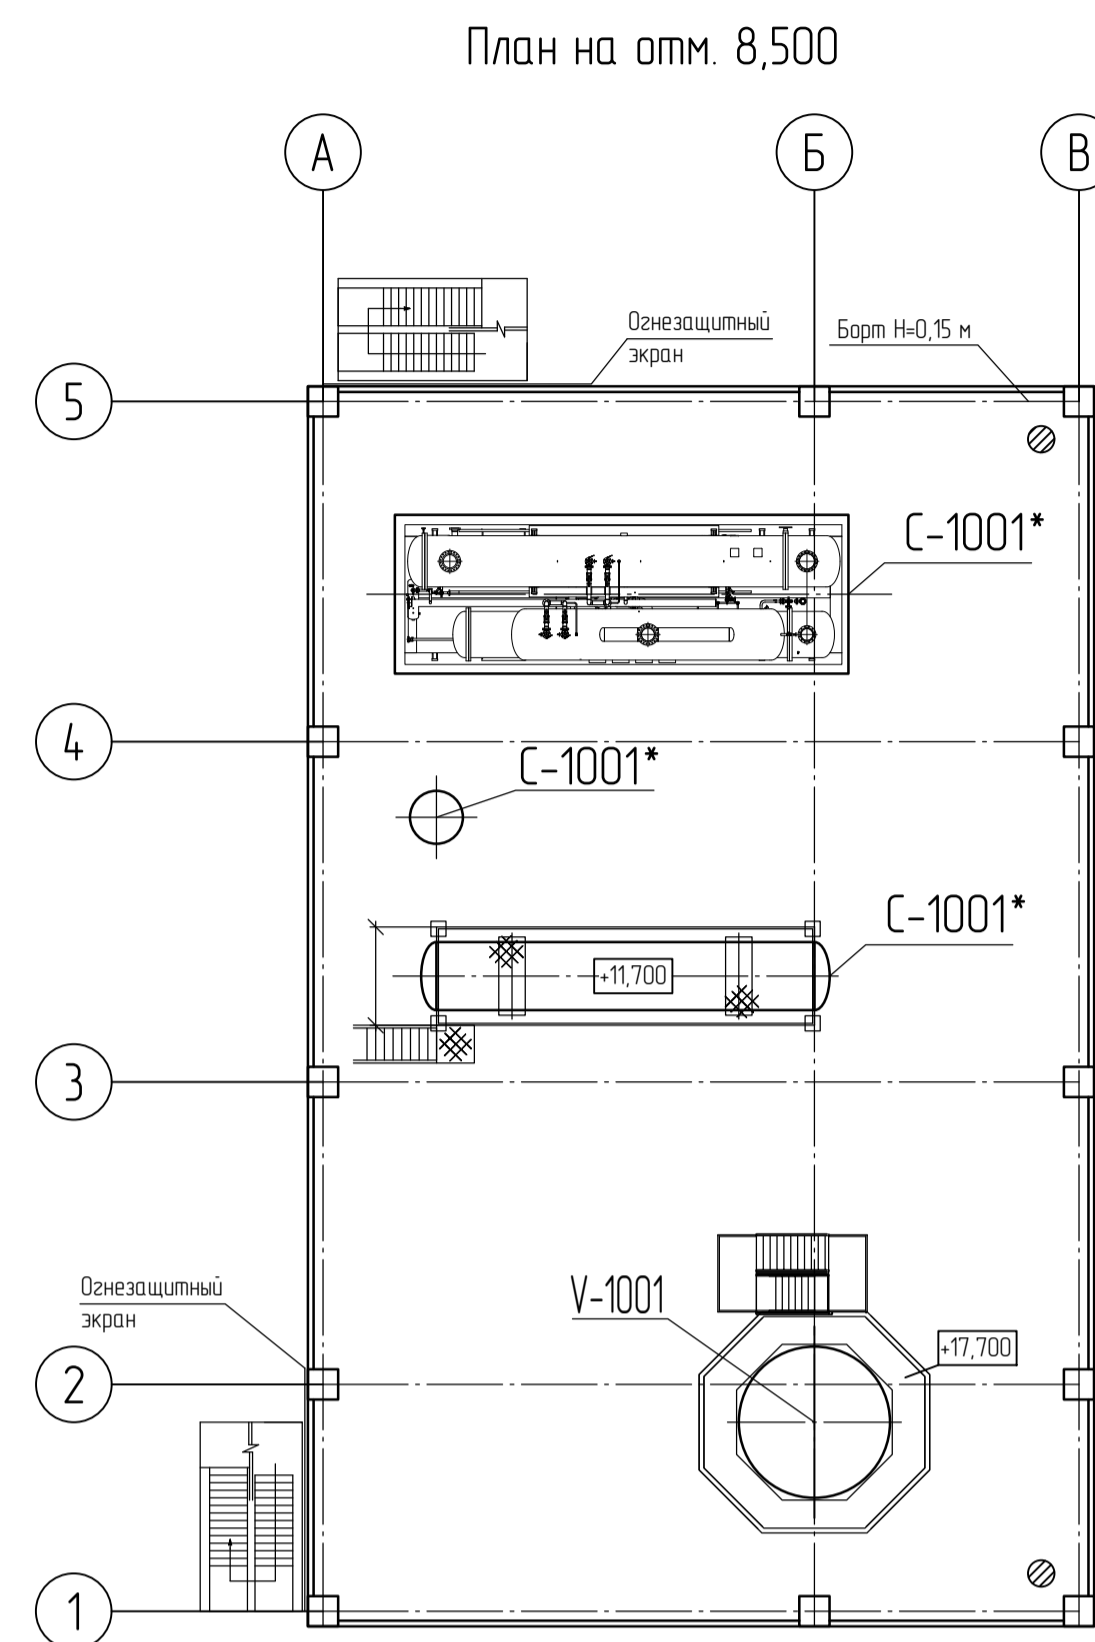 План на отм. 8,500
А
Б
В
Огнезащитный
экран
Борт Н=0,15 м
5
С-1001*
4
С-1001*
С-1001*
+11,700
3
Огнезащитный
экран
V-1001
+17,700
2
1